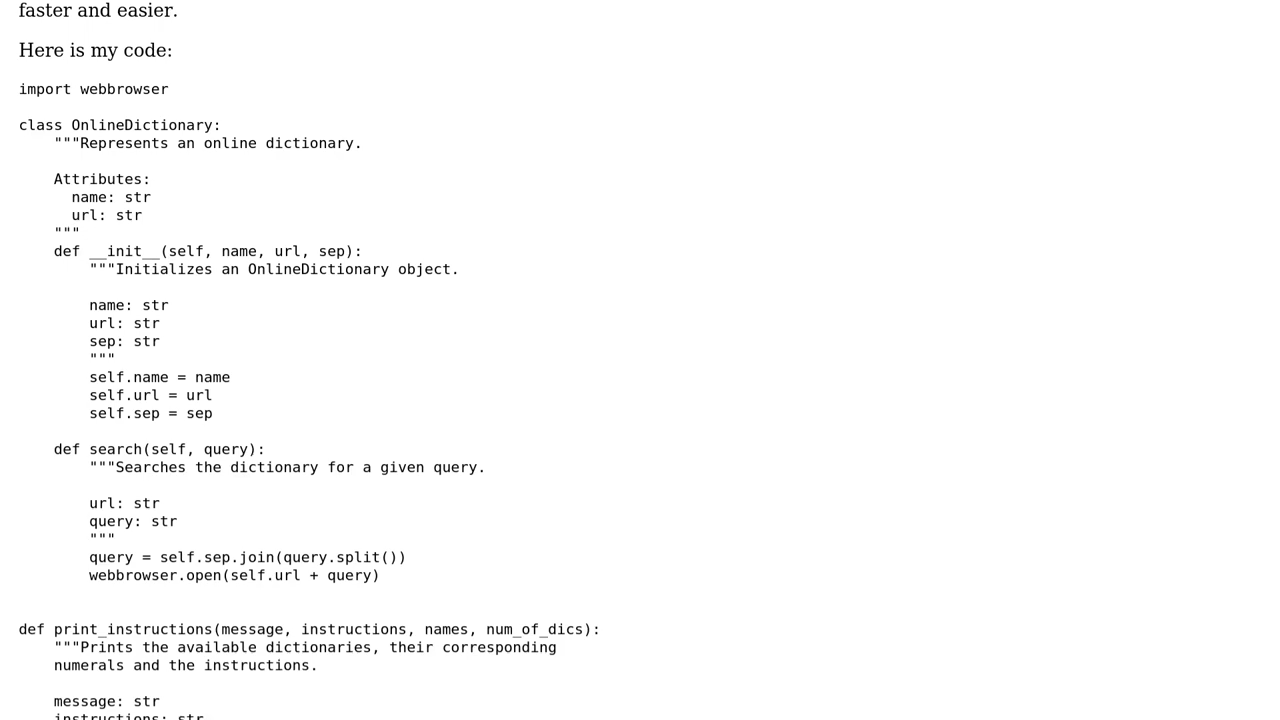 faster and easier.
Here is my code:
import webbrowser
class OnlineDictionary:
    """Represents an online dictionary.
    Attributes:
      name: str
      url: str
    """
    def __init__(self, name, url, sep):
        """Initializes an OnlineDictionary object.
        name: str
        url: str
        sep: str
        """
        self.name = name
        self.url = url
        self.sep = sep
    def search(self, query):
        """Searches the dictionary for a given query.
        url: str
        query: str
        """
        query = self.sep.join(query.split())
        webbrowser.open(self.url + query)
def print_instructions(message, instructions, names, num_of_dics):
    """Prints the available dictionaries, their corresponding
    numerals and the instructions.
    message: str
    instructions: str